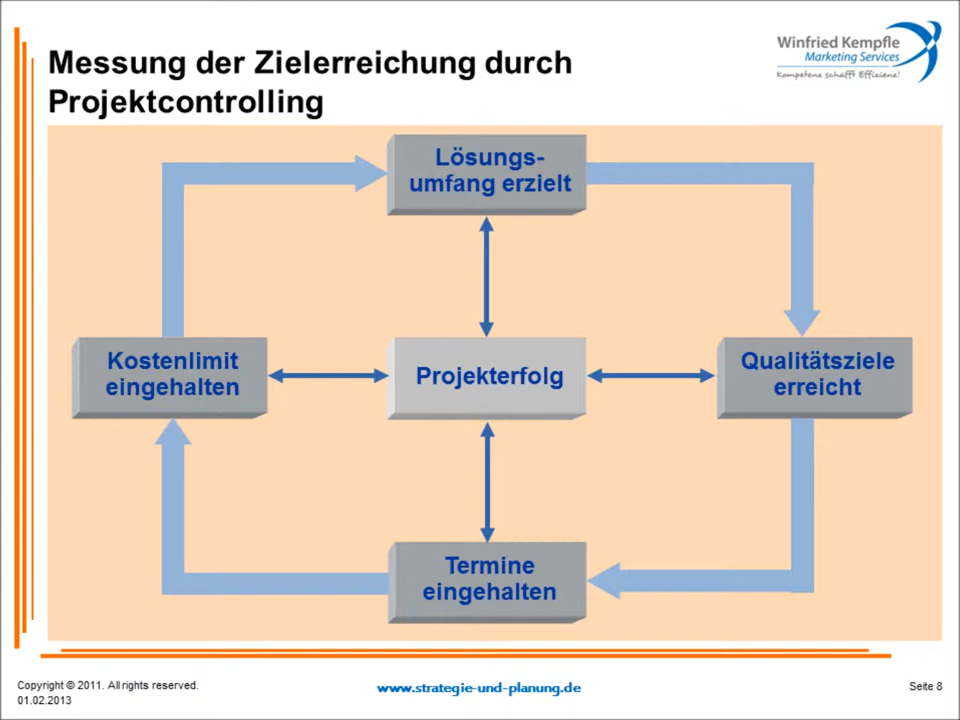 Messung der Zielerreichung durch
Projektcontrolling
Winfried Kempfle
Marketing Services
Kompetenz schafft Effizienz!
Lösungs-
umfang erzielt
Kostenlimit
eingehalten
Projekterfolg
Qualitätsziele
erreicht
Termine
eingehalten
Copyright © 2011. All rights reserved.
01.02.2013
www.strategie-und-planung.de
Seite 8